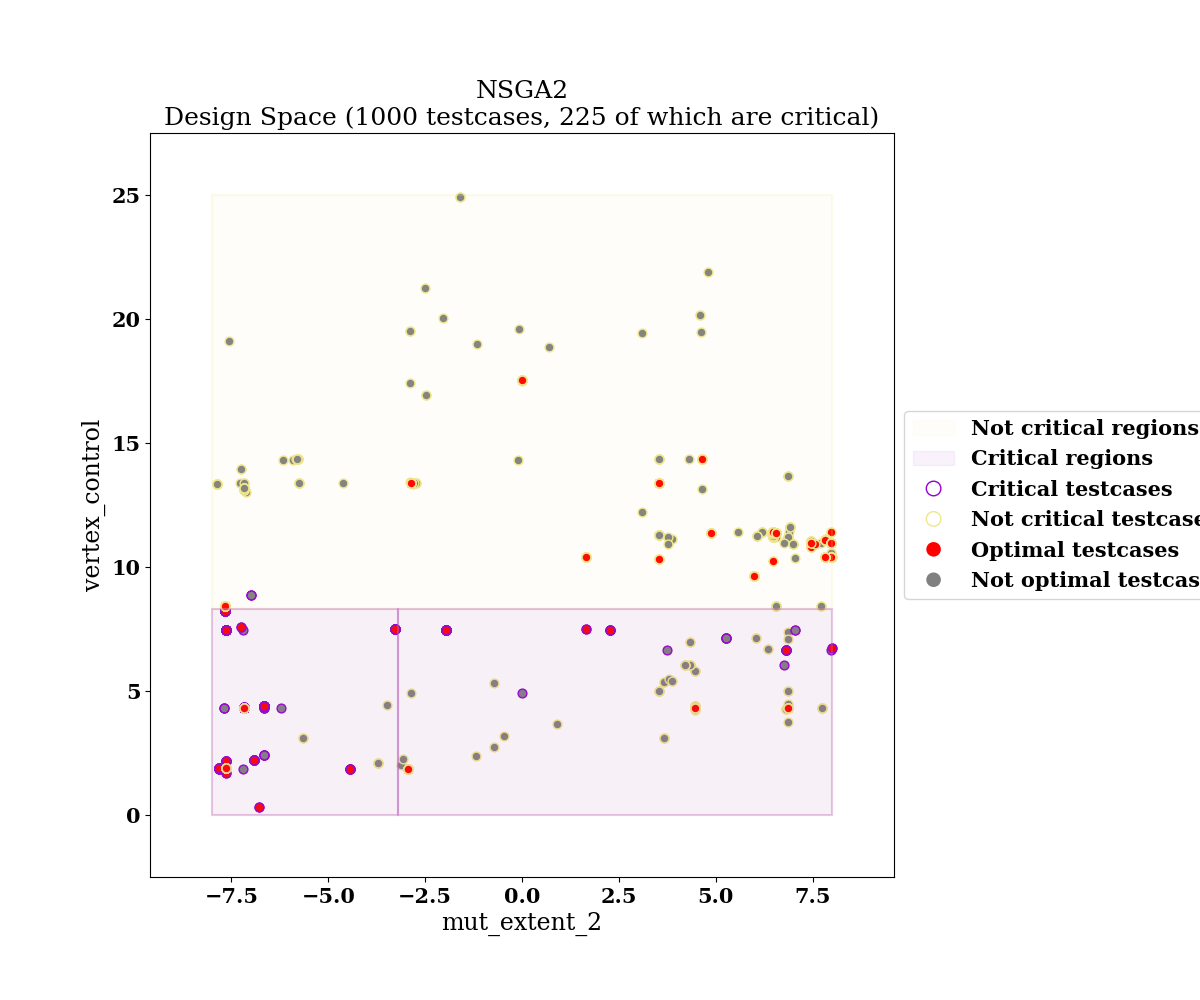 NSGA2
Design Space (1000 testcases, 225 of which are critical)
25
20
15
10
5
0
vertex_control
−7.5
−5.0
−2.5
0.0
2.5
5.0
7.5
mut_extent_2
Not critical regions
Critical regions
Critical testcases
Not critical testcase
Optimal testcases
Not optimal testcas